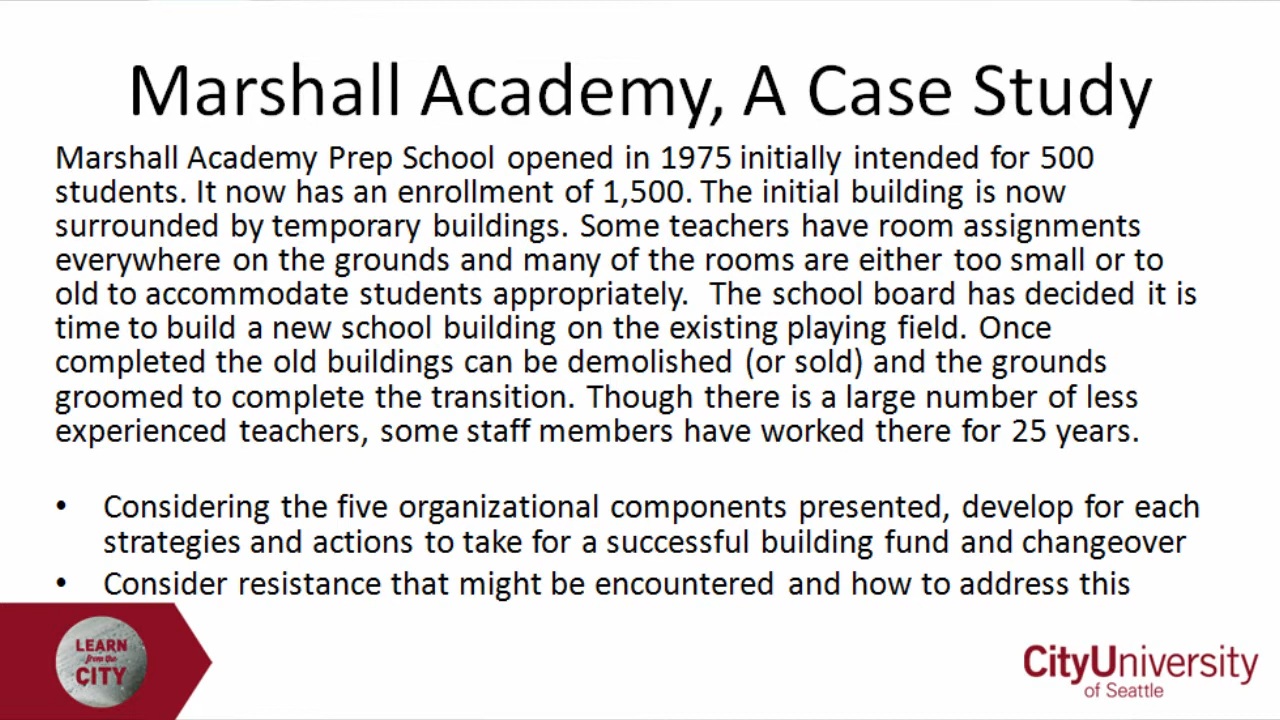 Marshall Academy, A Case Study
Marshall Academy Prep School opened in 1975 initially intended for 500
students. It now has an enrollment of 1,500. The initial building is now
surrounded by temporary buildings. Some teachers have room assignments
everywhere on the grounds and many of the rooms are either too small or to
old to accommodate students appropriately.  The school board has decided it is
time to build a new school building on the existing playing field. Once
completed the old buildings can be demolished (or sold) and the grounds
groomed to complete the transition. Though there is a large number of less
experienced teachers, some staff members have worked there for 25 years.
• Considering the five organizational components presented, develop for each
strategies and actions to take for a successful building fund and changeover
• Consider resistance that might be encountered and how to address this
LEARN
from the
CITY
CityUniversity
of Seattle